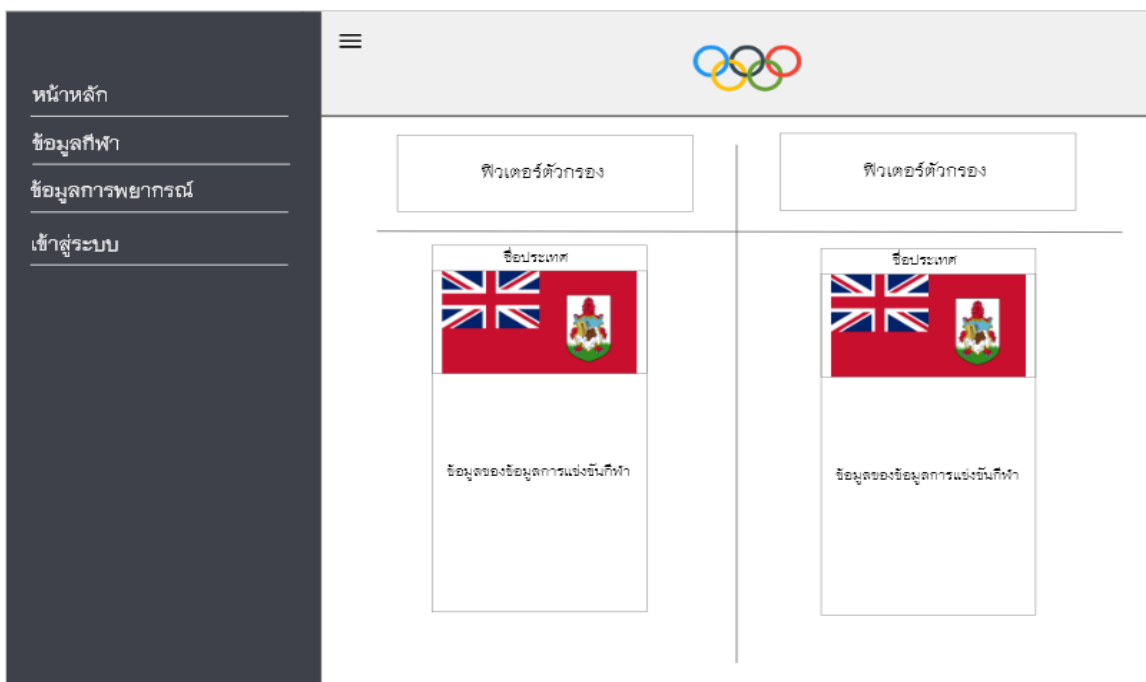 หน้าหลัก
ข้อมูลกีฬา
ข้อมูลการพยากรณ์
เข้าสู่ระบบ
ฟิวเตอร์ตัวกรอง
ฟิวเตอร์ตัวกรอง
ชื่อประเทศ
ข้อมูลของข้อมูลการแข่งขันกีฬา
ชื่อประเทศ
ข้อมูลของข้อมูลการแข่งขันกีฬา